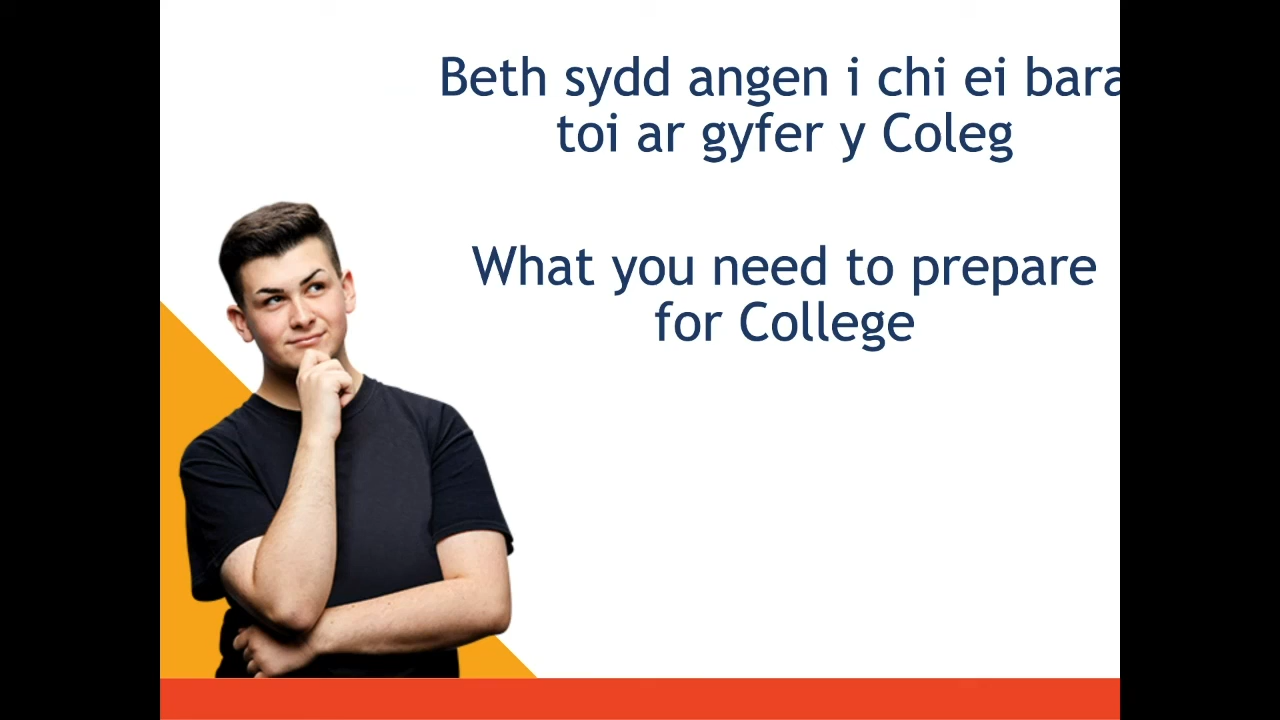 Beth sydd angen i chi ei bara
toi ar gyfer y Coleg
What you need to prepare
for College